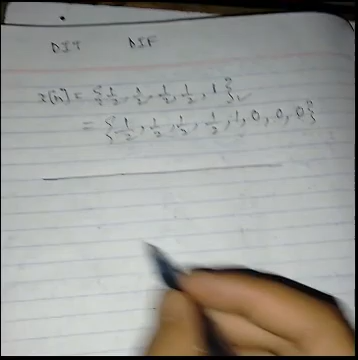 DIT DIF
x[n] = {1/2, 1/2, 1/2, 1/2, 1}
= {1/2, 1/2, 1/2, 1/2, 1, 0, 0, 0}